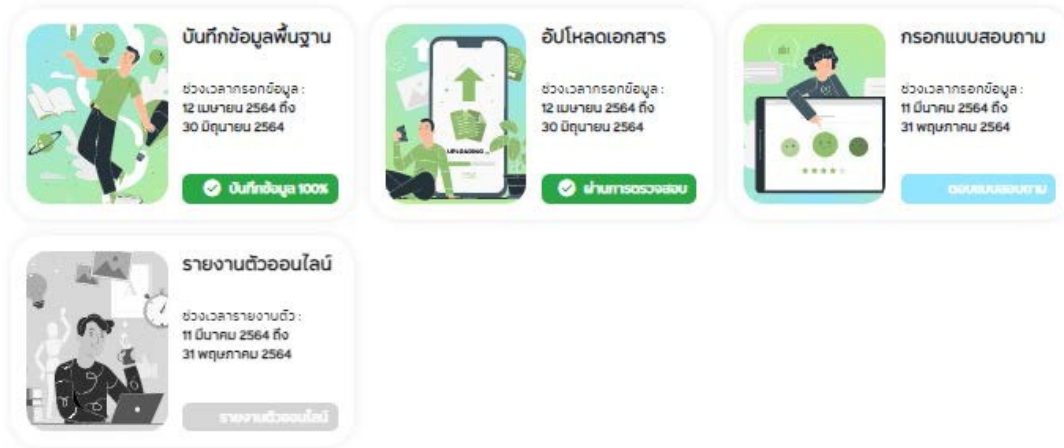 บันทึกข้อมูลพื้นฐาน
ช่วงเวลากรอกข้อมูล :
12 เมษายน 2564 ถึง
30 มิถุนายน 2564
บันทึกข้อมูล 100%
อัปโหลดเอกสาร
ช่วงเวลากรอกข้อมูล :
12 เมษายน 2564 ถึง
30 มิถุนายน 2564
ผ่านการตรวจสอบ
UPLOADING ...
กรอกแบบสอบถาม
ช่วงเวลากรอกข้อมูล :
11 มีนาคม 2564 ถึง
31 พฤษภาคม 2564
ตอบแบบสอบถาม
รายงานตัวออนไลน์
ช่วงเวลารายงานตัว :
11 มีนาคม 2564 ถึง
31 พฤษภาคม 2564
รายงานตัวออนไลน์